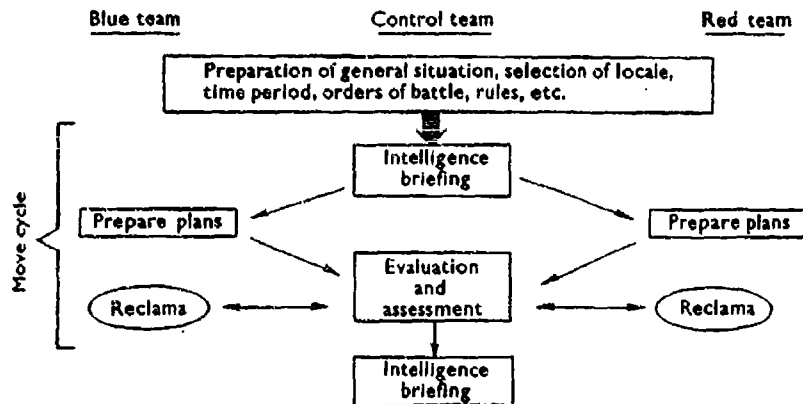 Blue team
Control team
Red team
Preparation of general situation, selection of locale,
time period, orders of battle, rules, etc.
Move cycle
Intelligence
briefing
Prepare plans
Prepare plans
Evaluation
and
assessment
Reclama
Reclama
Intelligence
briefing